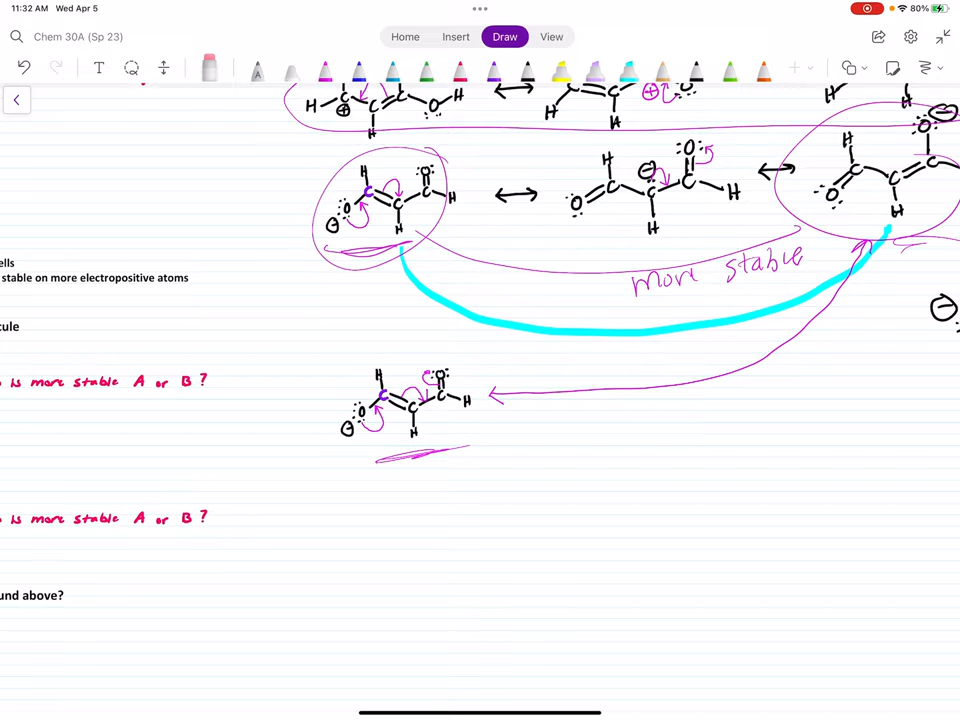 11:32 AM Wed Apr 5
80%
Chem 30A (Sp 23)
Home Insert Draw View
T
A
H C C C O H
H
H C C
H
H
H
H C O
O C C H
H
H O
O C C C H
H
H O
O C C C
H
ells
stable on more electropositive atoms
more stable
cule
is more stable A or B?
H O
O C C C H
H
is more stable A or B?
und above?